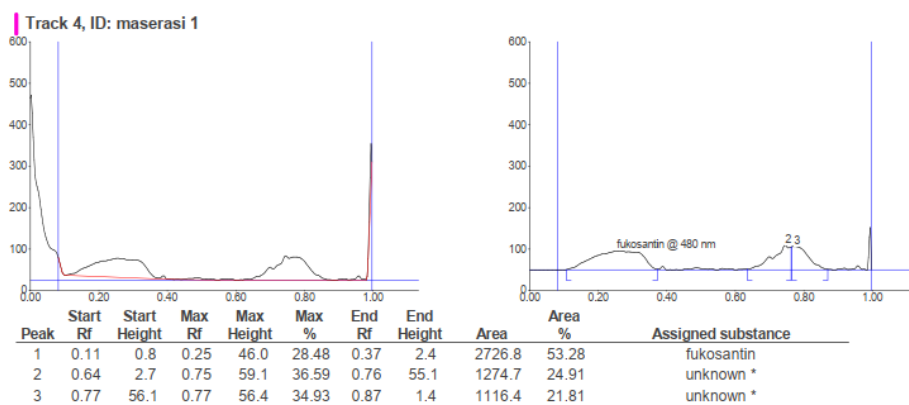 Track 4, ID: maserasi 1
600
500
400
300
200
100
0
0.00 0.20 0.40 0.60 0.80 1.00
600
500
400
300
200
100
0
fukosantin @ 480 nm
2 3
0.00 0.20 0.40 0.60 0.80 1.00
Peak Start Rf Start Height Max Rf Max Height Max % End Rf End Height Area Area % Assigned substance
1 0.11 0.8 0.25 46.0 28.48 0.37 2.4 2726.8 53.28 fukosantin
2 0.64 2.7 0.75 59.1 36.59 0.76 55.1 1274.7 24.91 unknown *
3 0.77 56.1 0.77 56.4 34.93 0.87 1.4 1116.4 21.81 unknown *